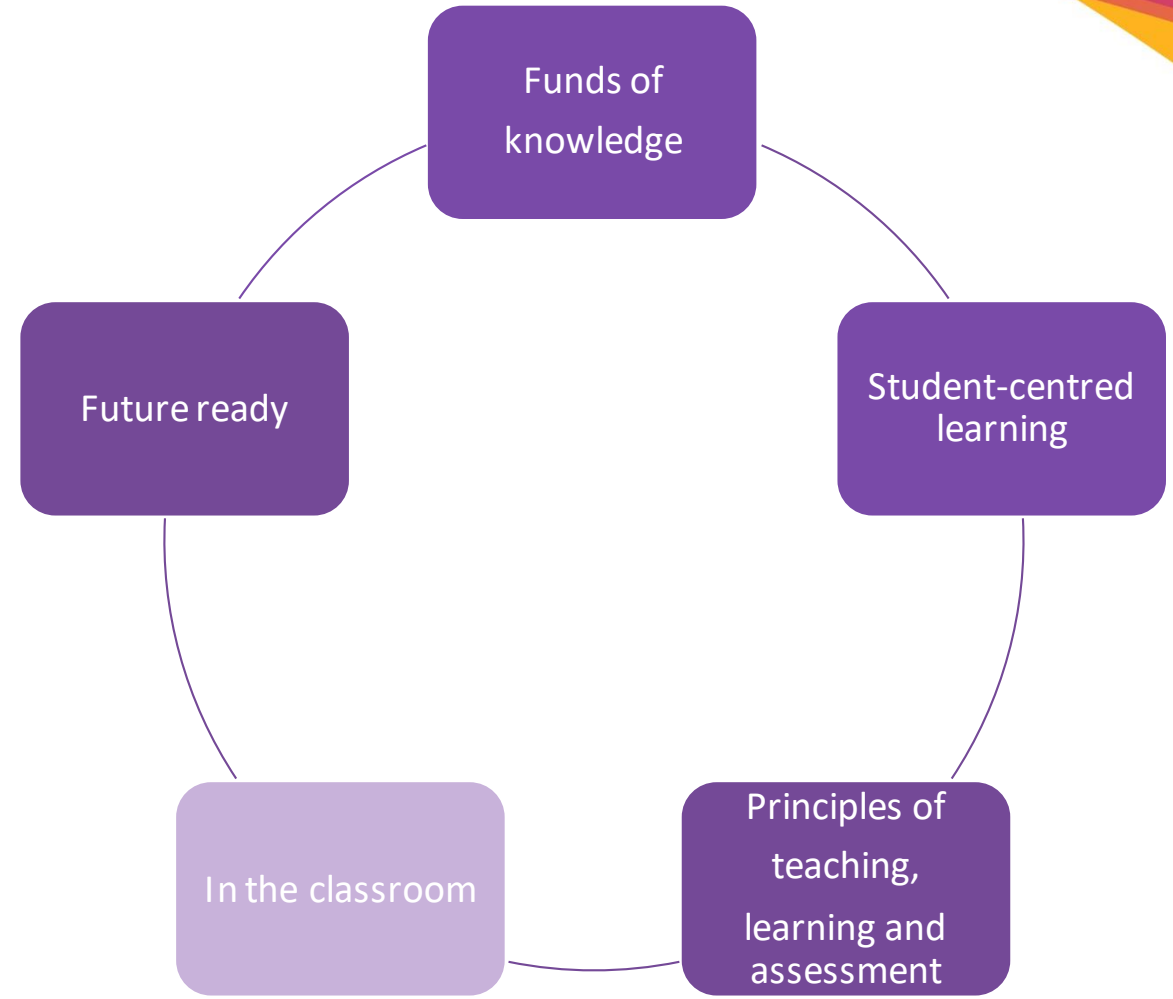 Funds of
knowledge
Student-centred
learning
Principles of
teaching,
learning and
assessment
In the classroom
Future ready